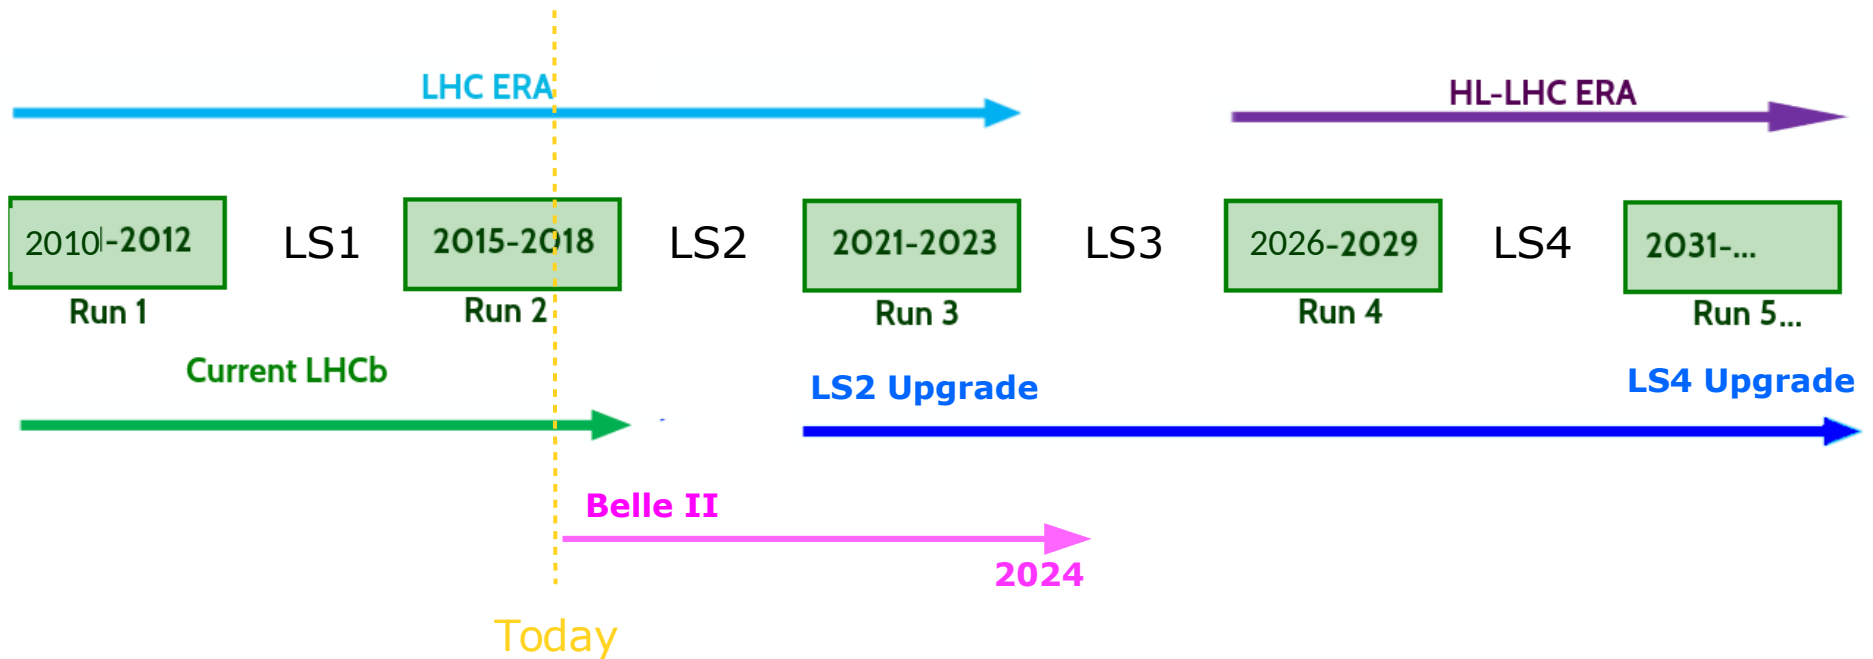 LHC ERA
HL-LHC ERA
2010-2012
LS1
2015-2018
LS2
2021-2023
LS3
2026-2029
LS4
2031-...
Run 1
Run 2
Run 3
Run 4
Run 5...
Current LHCb
LS2 Upgrade
LS4 Upgrade
Belle II
2024
Today